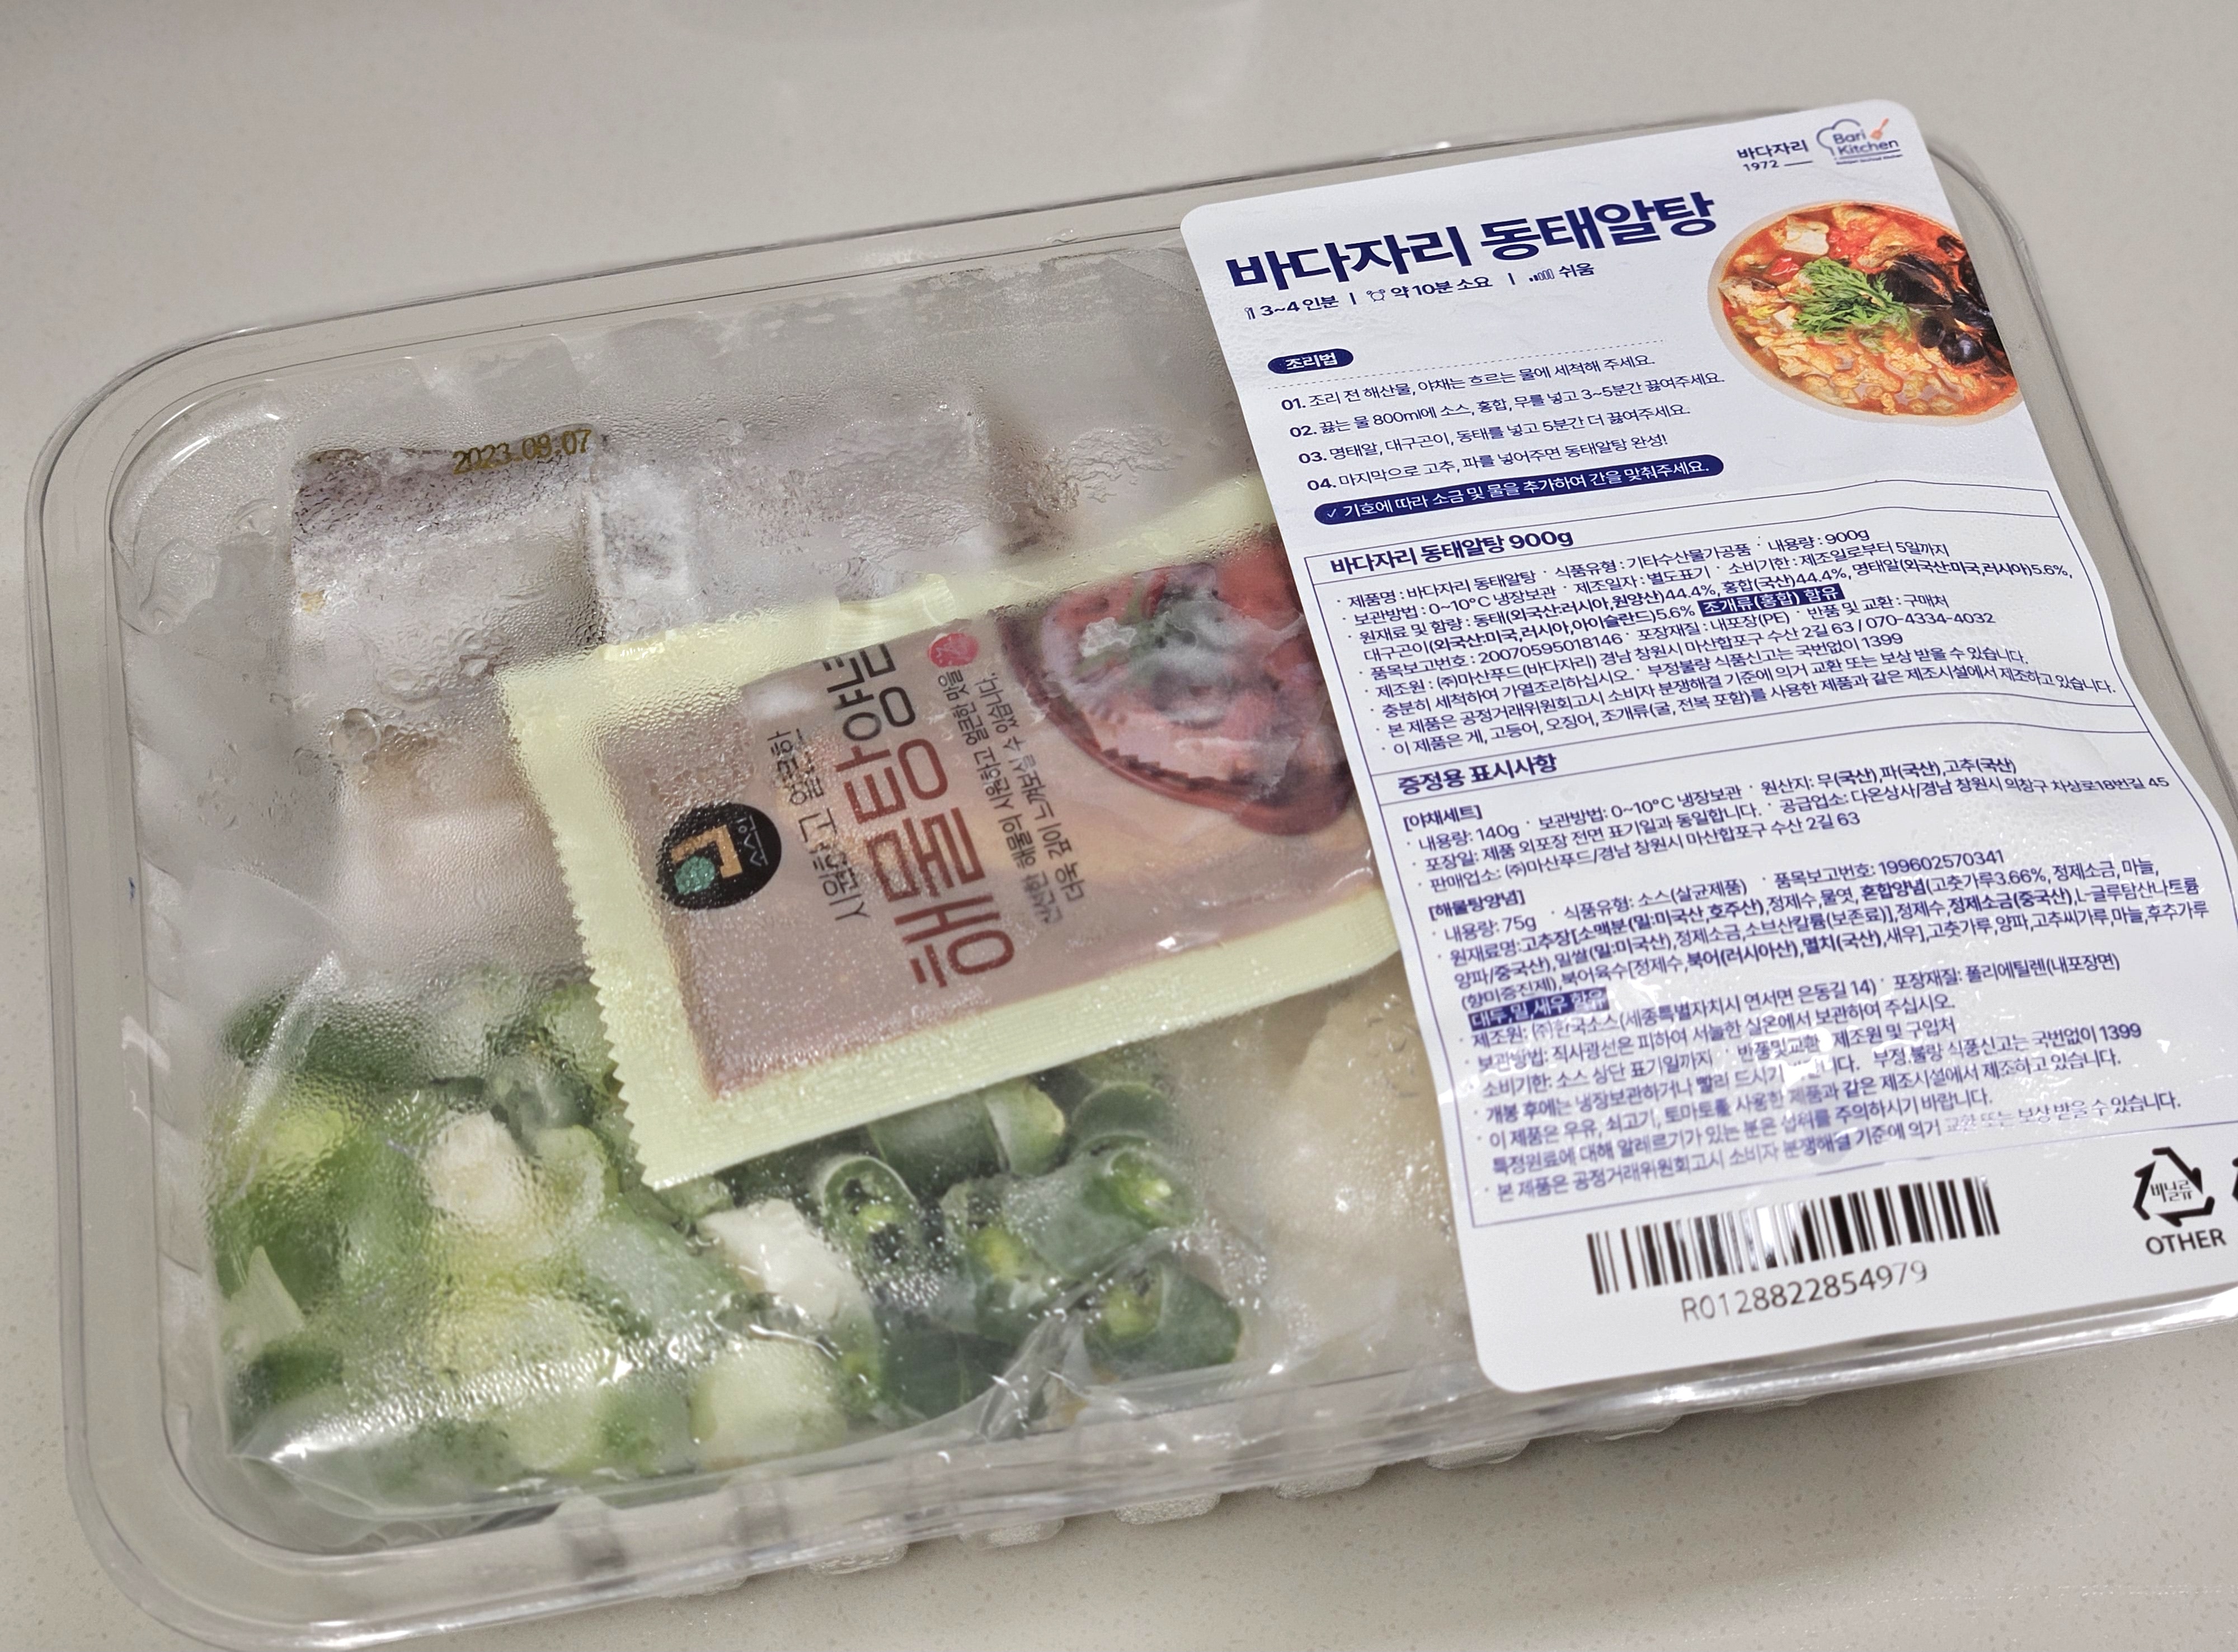 바다자리
1972
Bari
Kitchen
바다자리 동태알탕
3~4인분 | 약 10분 소요 | 쉬움
조리법
01. 조리 전 해산물, 야채는 흐르는 물에 세척해 주세요.
02. 끓는 물 800ml에 소스, 홍합, 무를 넣고 3~5분간 끓여주세요.
03. 명태알, 대구곤이, 동태를 넣고 5분간 더 끓여주세요.
04. 마지막으로 고추, 파를 넣어주면 동태알탕 완성!
✓ 기호에 따라 소금 및 물을 추가하여 간을 맞춰주세요.
바다자리 동태알탕 900g
· 제품명 : 바다자리 동태알탕 · 식품유형 : 기타수산물가공품 · 내용량 : 900g
· 보관방법 : 0~10°C 냉장보관 · 제조일자 : 별도표기 · 소비기한 : 제조일로부터 5일까지
· 원재료 및 함량 : 동태(외국산:러시아,원양산)44.4%, 홍합(국산)44.4%, 명태알(외국산:미국,러시아)5.6%,
대구곤이(외국산:미국,러시아,아이슬란드)5.6% 조개류(홍합) 함유
· 품목보고번호 : 20070595018146 · 포장재질 : 내포장(PE) · 반품 및 교환 : 구매처
· 제조원 : (주)마산푸드(바다자리) 경남 창원시 마산합포구 수산 2길 63 / 070-4334-4032
· 충분히 세척하여 가열조리하십시오. · 부정불량 식품신고는 국번없이 1399
· 본 제품은 공정거래위원회고시 소비자 분쟁해결 기준에 의거 교환 또는 보상 받을 수 있습니다.
· 이 제품은 게, 고등어, 오징어, 조개류(굴, 전복 포함)를 사용한 제품과 같은 제조시설에서 제조하고 있습니다.
증정용 표시사항
[야채세트]
· 내용량: 140g · 보관방법: 0~10°C 냉장보관 · 원산지: 무(국산),파(국산),고추(국산)
· 포장일: 제품 외포장 전면 표기일과 동일합니다. · 공급업소: 다온상사/경남 창원시 의창구 차상로18번길 45
· 판매업소: (주)마산푸드/경남 창원시 마산합포구 수산 2길 63
[해물탕양념]
· 내용량: 75g · 식품유형: 소스(살균제품) · 품목보고번호: 199602570341
· 원재료명:고추장[소맥분(밀:미국산,호주산),정제수,물엿,혼합양념(고춧가루3.66%, 정제소금, 마늘,
양파/중국산),밀쌀(밀:미국산),정제소금,소브산칼륨(보존료)],정제수,정제소금(중국산),L-글루탐산나트륨
(향미증진제),북어육수[정제수,북어(러시아산),멸치(국산),새우],고춧가루,양파,고추씨가루,마늘,후추가루
대두,밀,새우 함유
· 제조원: (주)한국소스(세종특별자치시 연서면 은동길 14) · 포장재질: 폴리에틸렌(내포장면)
· 보관방법: 직사광선은 피하여 서늘한 실온에서 보관하여 주십시오.
· 소비기한: 소스 상단 표기일까지 · 반품및교환 제조원 및 구입처
· 개봉 후에는 냉장보관하거나 빨리 드시기 바랍니다. 부정,불량 식품신고는 국번없이 1399
· 이 제품은 우유, 쇠고기, 토마토를 사용한 제품과 같은 제조시설에서 제조하고 있습니다.
특정원료에 대해 알레르기가 있는 분은 섭취를 주의하시기 바랍니다.
· 본 제품은 공정거래위원회고시 소비자 분쟁해결 기준에 의거 교환 또는 보상 받을 수 있습니다.
R0128822854979
바닐류
OTHER
2023.09.07
시원하고 얼큰한
해물탕양념
신선한 해물의 시원하고 얼큰한 맛을
더욱 깊이 느껴보실 수 있습니다.